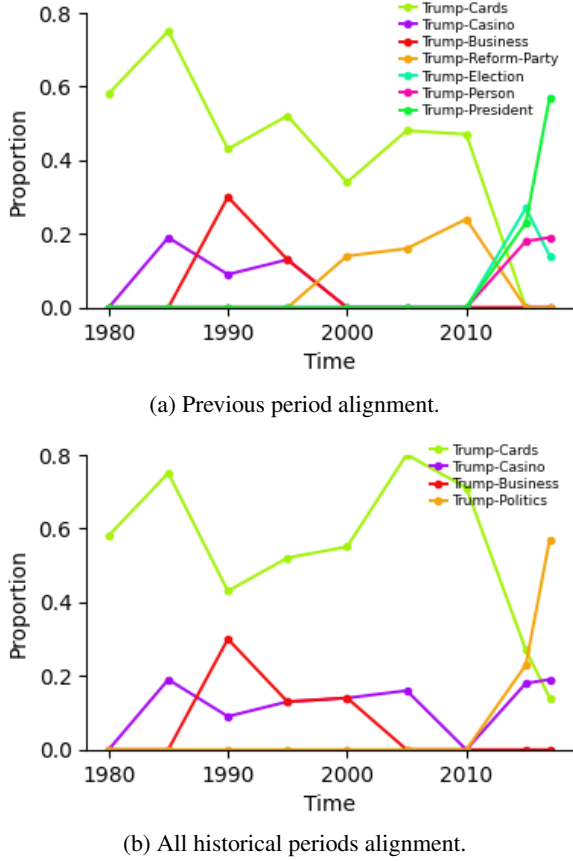 0.8
0.6
0.4
0.2
0.0
Proportion
Trump-Cards
Trump-Casino
Trump-Business
Trump-Reform-Party
Trump-Election
Trump-Person
Trump-President
1980 1990 2000 2010
Time
(a) Previous period alignment.
0.8
0.6
0.4
0.2
0.0
Proportion
Trump-Cards
Trump-Casino
Trump-Business
Trump-Politics
1980 1990 2000 2010
Time
(b) All historical periods alignment.